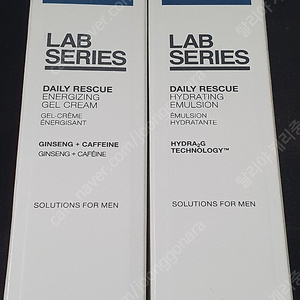 LAB
SERIES
DAILY RESCUE
ENERGIZING
GEL CREAM
GEL-CRÈME
ÉNERGISANT
GINSENG + CAFFEINE
GINSENG + CAFÉINE
SOLUTIONS FOR MEN
LAB
SERIES
DAILY RESCUE
HYDRATING
EMULSION
ÉMULSION
HYDRATANTE
HYDRA2G
TECHNOLOGY™
SOLUTIONS FOR MEN